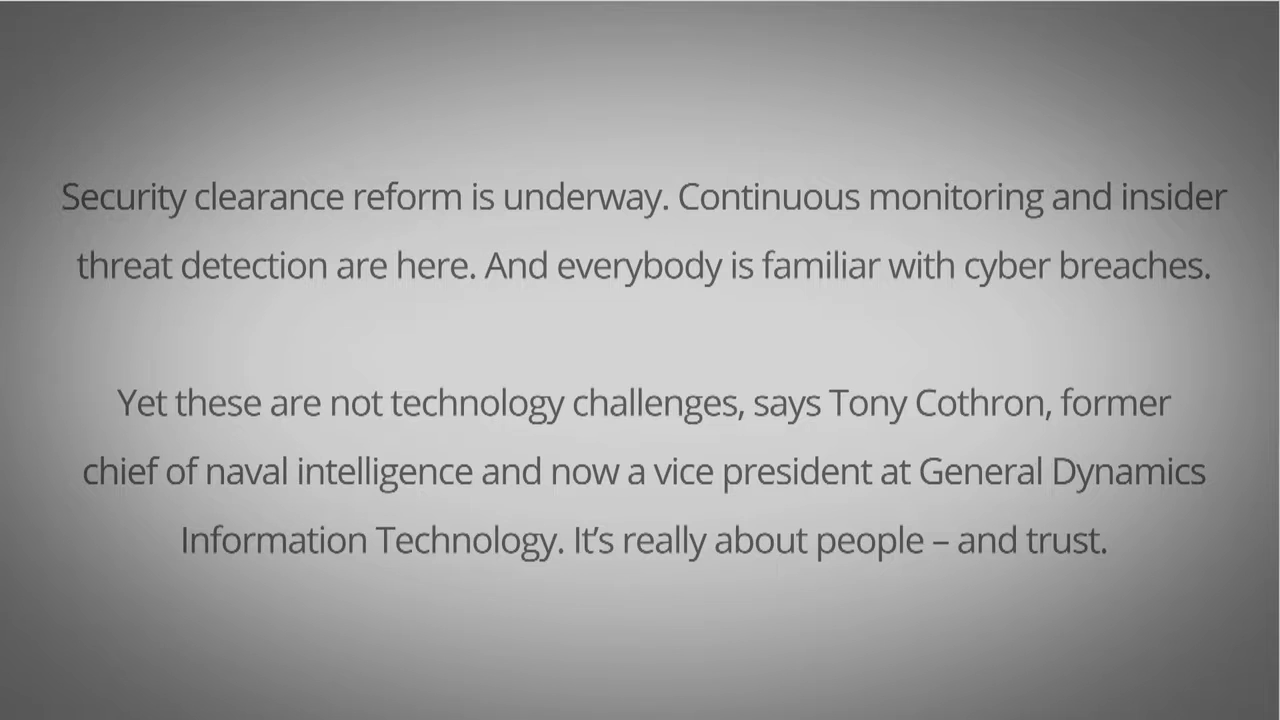 Security clearance reform is underway. Continuous monitoring and insider
threat detection are here. And everybody is familiar with cyber breaches.
Yet these are not technology challenges, says Tony Cothron, former
chief of naval intelligence and now a vice president at General Dynamics
Information Technology. It’s really about people – and trust.